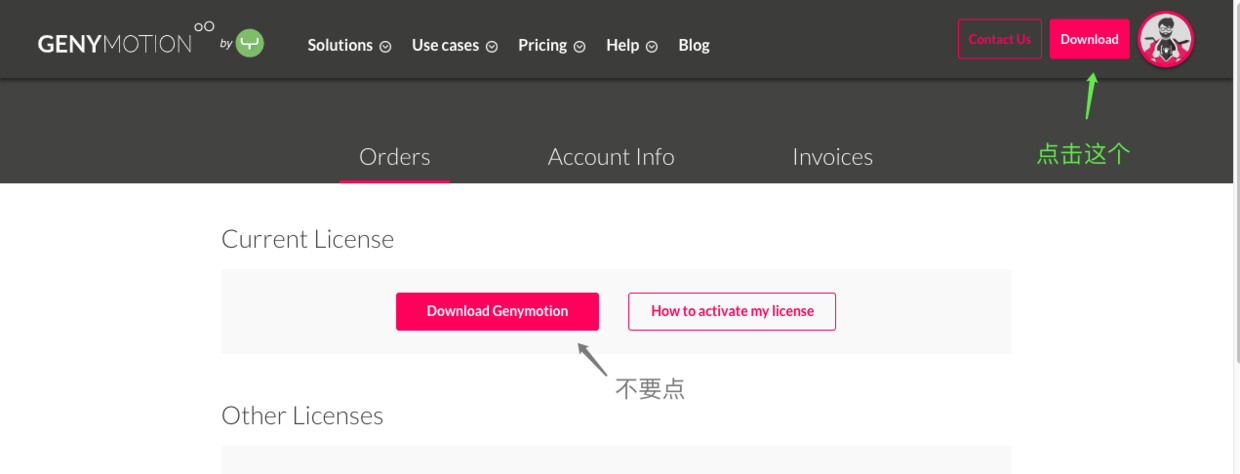 GENYMOTION by Solutions Use cases Pricing Help Blog Contact Us Download
点击这个
Orders Account Info Invoices
Current License
Download Genymotion How to activate my license
不要点
Other Licenses